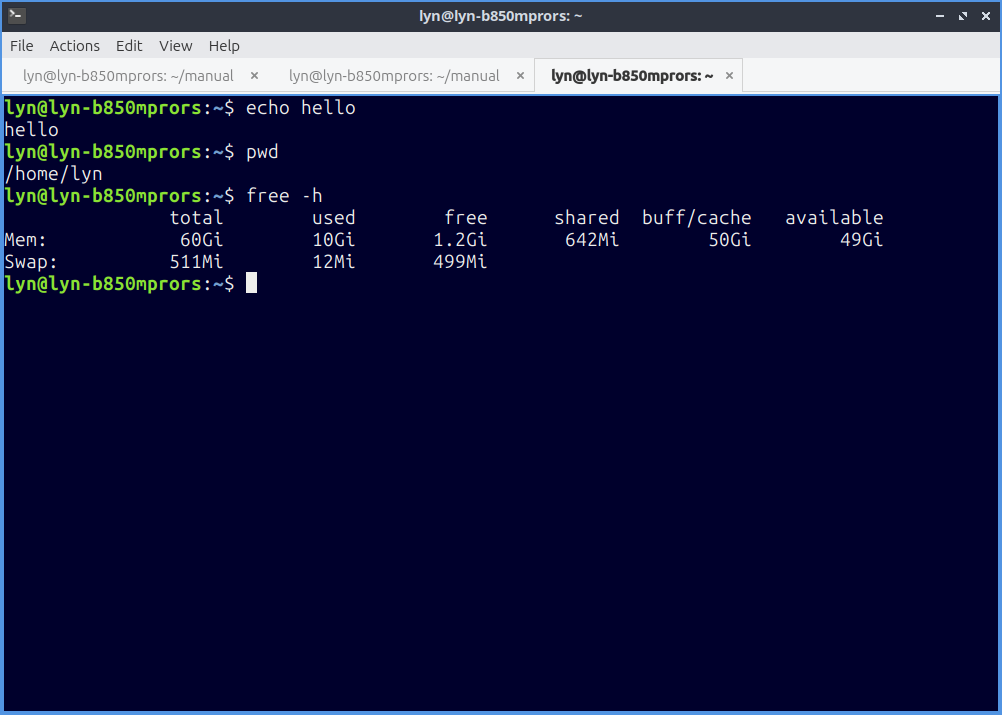 lyn@lyn-b850mprors: ~
File Actions Edit View Help
lyn@lyn-b850mprors: ~/manual × lyn@lyn-b850mprors: ~/manual × lyn@lyn-b850mprors: ~ ×
lyn@lyn-b850mprors:~$ echo hello
hello
lyn@lyn-b850mprors:~$ pwd
/home/lyn
lyn@lyn-b850mprors:~$ free -h
               total        used        free      shared  buff/cache   available
Mem:            60Gi        10Gi       1.2Gi       642Mi        50Gi        49Gi
Swap:          511Mi        12Mi       499Mi
lyn@lyn-b850mprors:~$